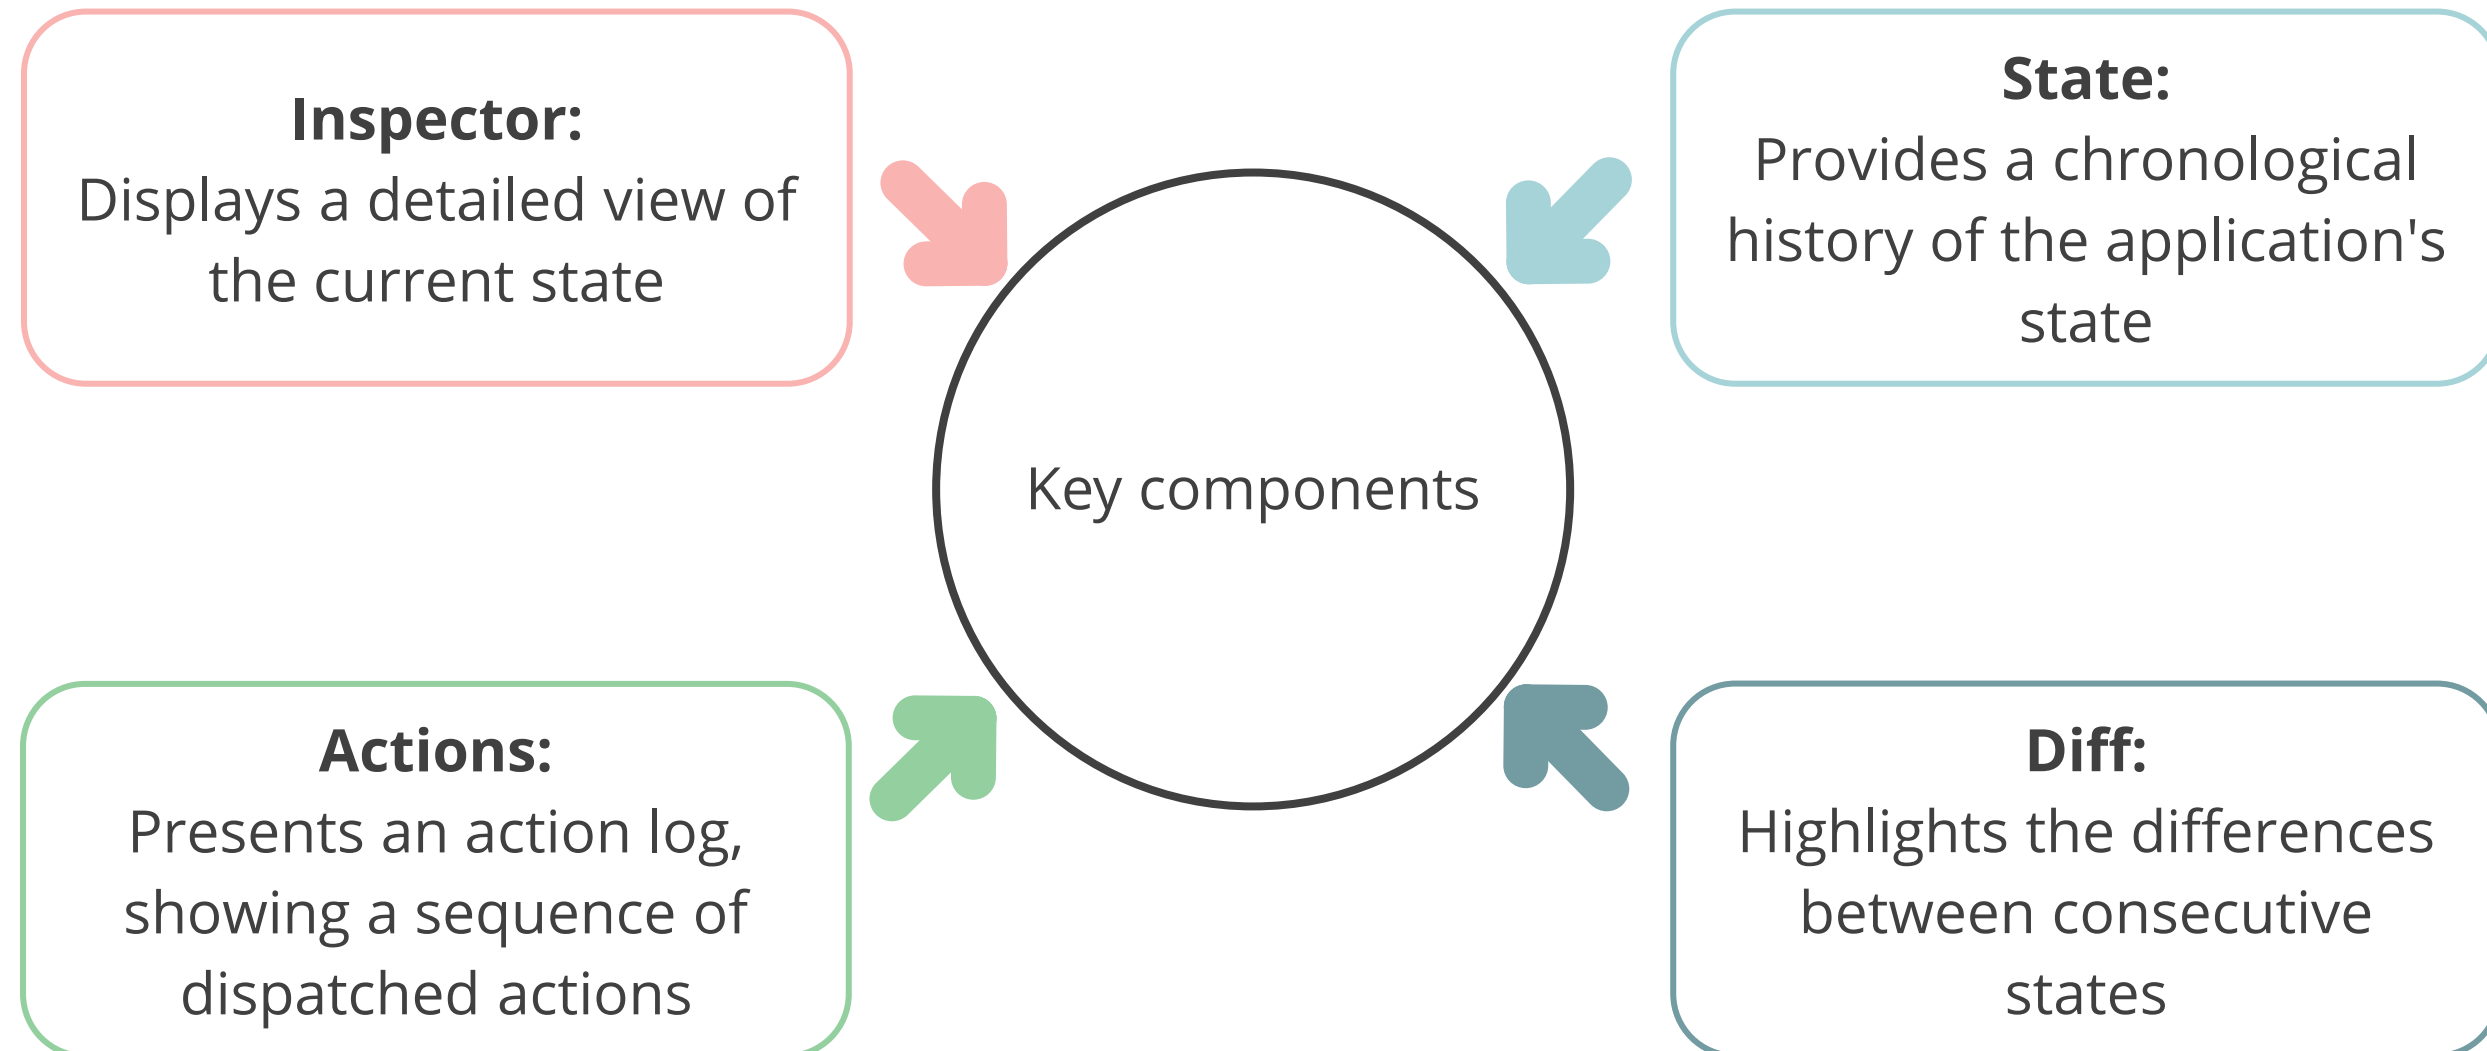 Inspector:
Displays a detailed view of
the current state
State:
Provides a chronological
history of the application's
state
Key components
Actions:
Presents an action log,
showing a sequence of
dispatched actions
Diff:
Highlights the differences
between consecutive
states